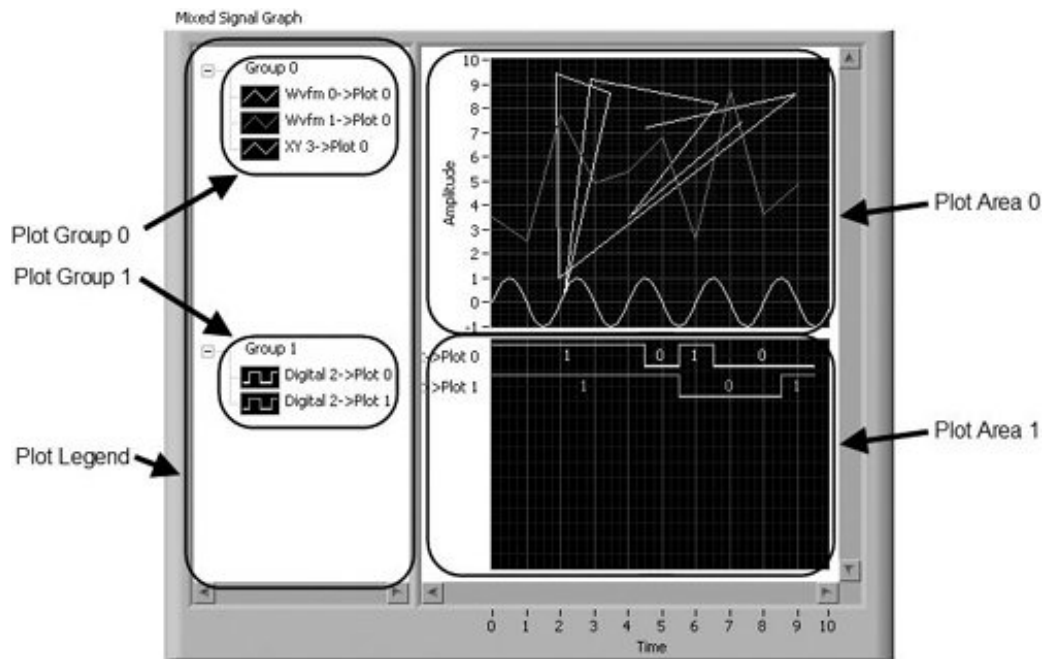 Mixed Signal Graph
Group 0
Wvfm 0->Plot 0
Wvfm 1->Plot 0
XY 3->Plot 0
Plot Group 0
Plot Group 1
Group 1
Digital 2->Plot 0
Digital 2->Plot 1
Plot Legend
Amplitude
10
9
8
7
6
5
4
3
2
1
0
-1
Plot Area 0
->Plot 0 1 0 1 0
>Plot 1 1 0 1
Plot Area 1
0 1 2 3 4 5 6 7 8 9 10
Time